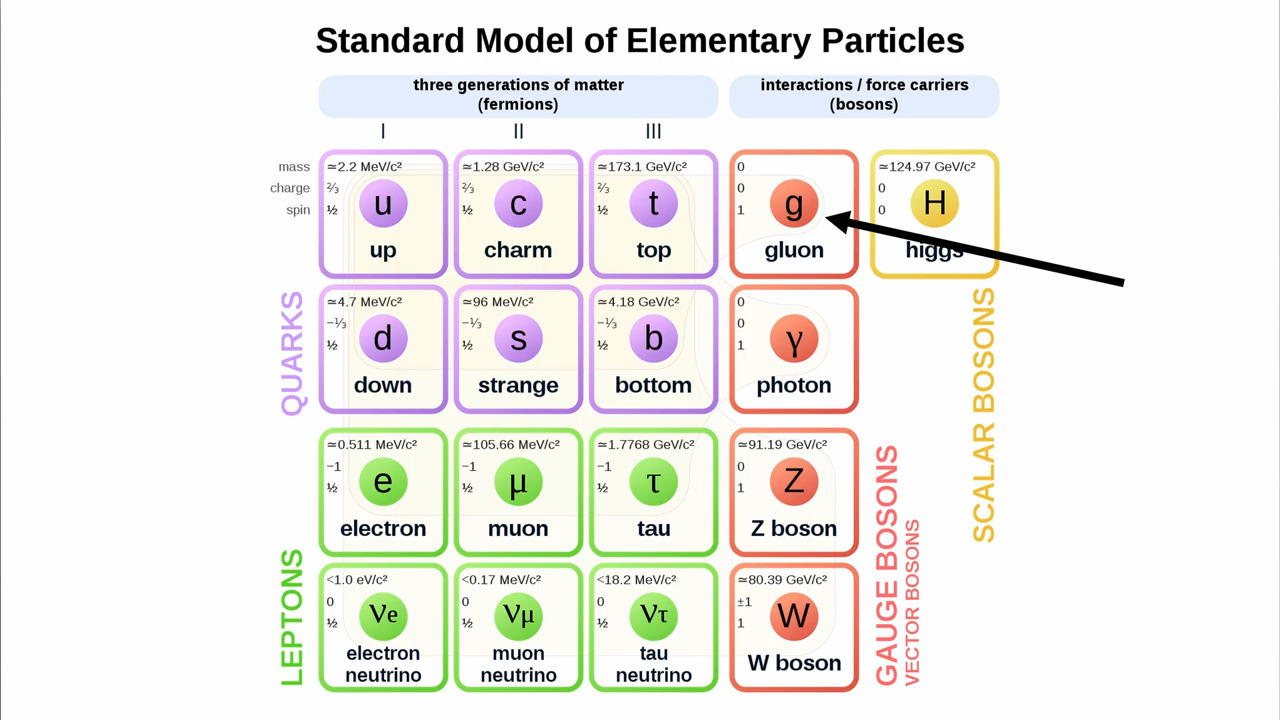 Standard Model of Elementary Particles
three generations of matter
(fermions)
interactions / force carriers
(bosons)
I
II
III
mass
charge
spin
≃2.2 MeV/c²
⅔
½
u
up
≃1.28 GeV/c²
⅔
½
c
charm
≃173.1 GeV/c²
⅔
½
t
top
0
0
1
g
gluon
≃124.97 GeV/c²
0
0
H
higgs
QUARKS
≃4.7 MeV/c²
−⅓
½
d
down
≃96 MeV/c²
−⅓
½
s
strange
≃4.18 GeV/c²
−⅓
½
b
bottom
0
0
1
γ
photon
SCALAR BOSONS
≃0.511 MeV/c²
−1
½
e
electron
≃105.66 MeV/c²
−1
½
μ
muon
≃1.7768 GeV/c²
−1
½
τ
tau
≃91.19 GeV/c²
0
1
Z
Z boson
LEPTONS
<1.0 eV/c²
0
½
νe
electron
neutrino
<0.17 MeV/c²
0
½
νμ
muon
neutrino
<18.2 MeV/c²
0
½
ντ
tau
neutrino
≃80.39 GeV/c²
±1
1
W
W boson
GAUGE BOSONS
VECTOR BOSONS